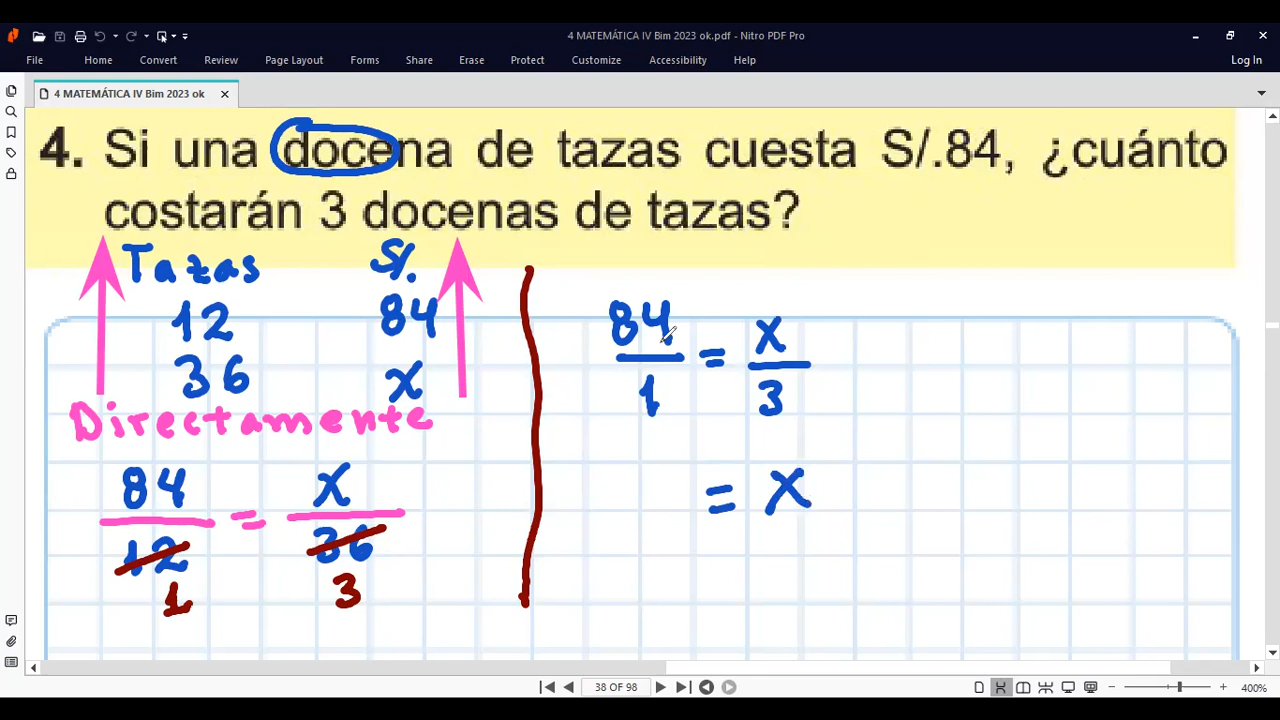 4 MATEMÁTICA IV Bim 2023 ok.pdf - Nitro PDF Pro
File Home Convert Review Page Layout Forms Share Erase Protect Customize Accessibility Help Log In
4 MATEMÁTICA IV Bim 2023 ok
4. Si una docena de tazas cuesta S/.84, ¿cuánto
costarán 3 docenas de tazas?
Tazas S/.
12 84
36 x
Directamente
84 = x
12 36
1 3
84 = x
1 3
= x
38 OF 98
400%